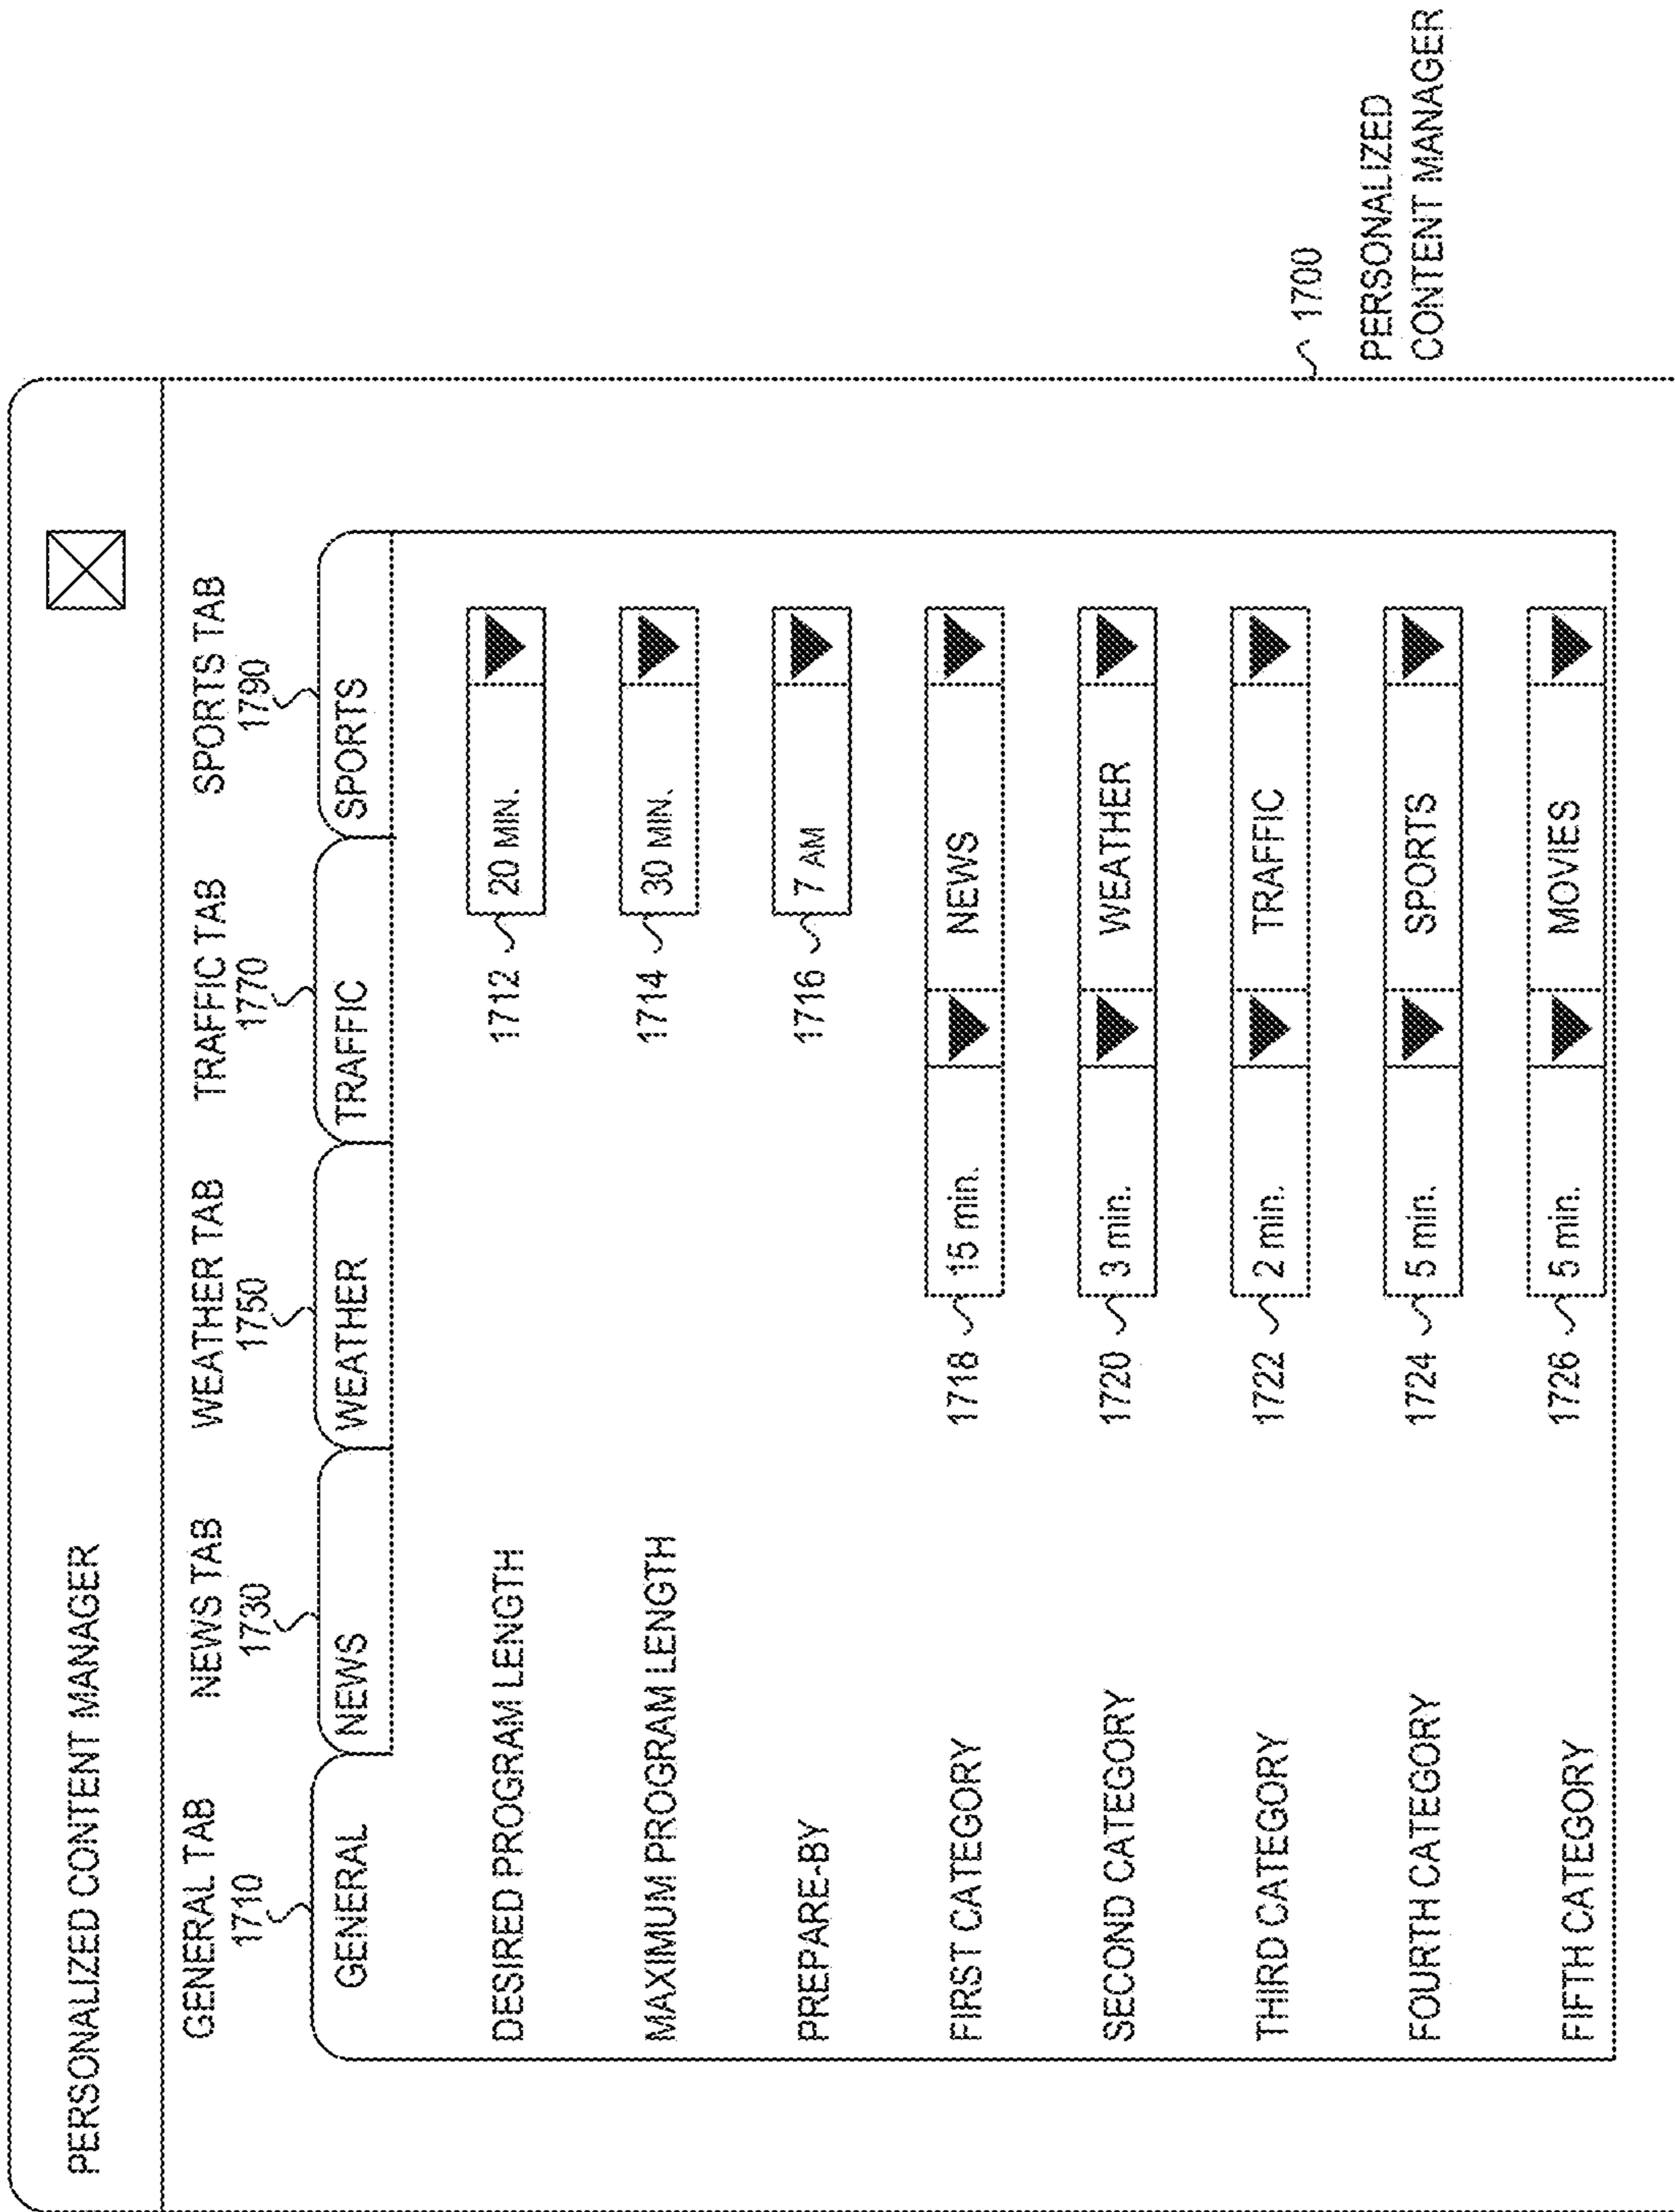 PERSONALIZED CONTENT MANAGER
GENERAL TAB NEWS TAB WEATHER TAB TRAFFIC TAB SPORTS TAB
1710 1730 1750 1770 1790
GENERAL NEWS WEATHER TRAFFIC SPORTS
DESIRED PROGRAM LENGTH 1712 20 MIN.
MAXIMUM PROGRAM LENGTH 1714 30 MIN.
PREPARE-BY 1716 7 AM
FIRST CATEGORY 1718 15 min. NEWS
SECOND CATEGORY 1720 3 min. WEATHER
THIRD CATEGORY 1722 2 min. TRAFFIC
FOURTH CATEGORY 1724 5 min. SPORTS
FIFTH CATEGORY 1726 5 min. MOVIES
1700
PERSONALIZED
CONTENT MANAGER